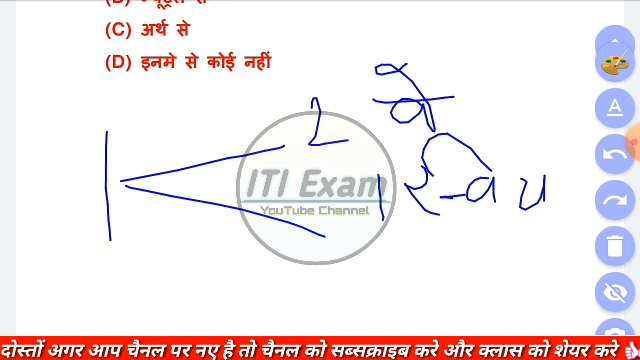 (C) अर्थ से
(D) इनमे से कोई नहीं
2
ITI Exam
YouTube Channel
A
दोस्तों अगर आप चैनल पर नए है तो चैनल को सब्सक्राइब करे और क्लास को शेयर करे